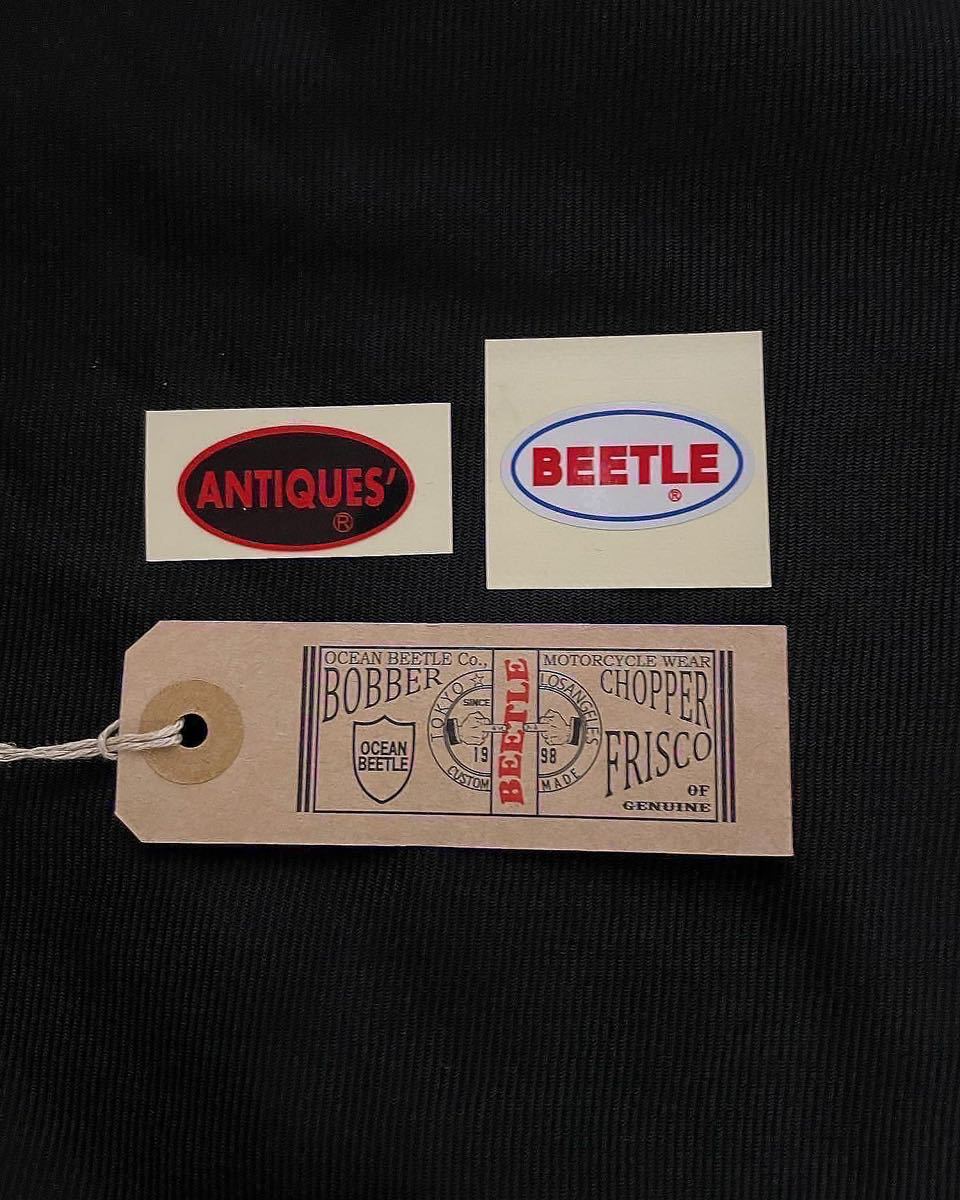 ANTIQUES'
®
BEETLE
®
OCEAN BEETLE Co.,
MOTORCYCLE WEAR
BOBBER
TOKYO ☆
LOSANGELES
CHOPPER
SINCE
BEETLE
OCEAN
BEETLE
19
98
FRISCO
CUSTOM
MADE
OF
GENUINE